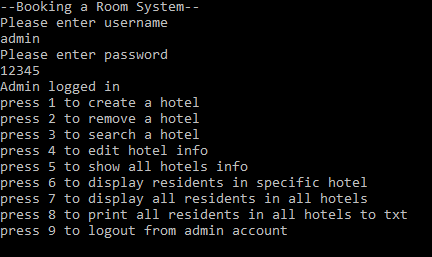 --Booking a Room System--
Please enter username
admin
Please enter password
12345
Admin logged in
press 1 to create a hotel
press 2 to remove a hotel
press 3 to search a hotel
press 4 to edit hotel info
press 5 to show all hotels info
press 6 to display residents in specific hotel
press 7 to display all residents in all hotels
press 8 to print all residents in all hotels to txt
press 9 to logout from admin account